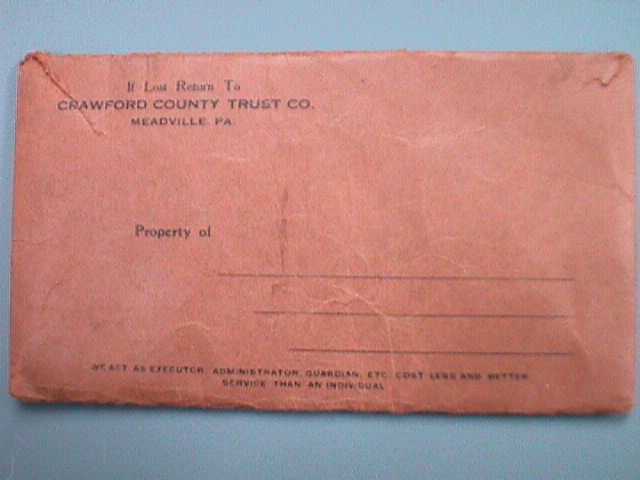 If Lost Return To
CRAWFORD COUNTY TRUST CO.
MEADVILLE, PA.
Property of
WE ACT AS EXECUTOR, ADMINISTRATOR, GUARDIAN, ETC. COST LESS AND BETTER
SERVICE THAN AN INDIVIDUAL